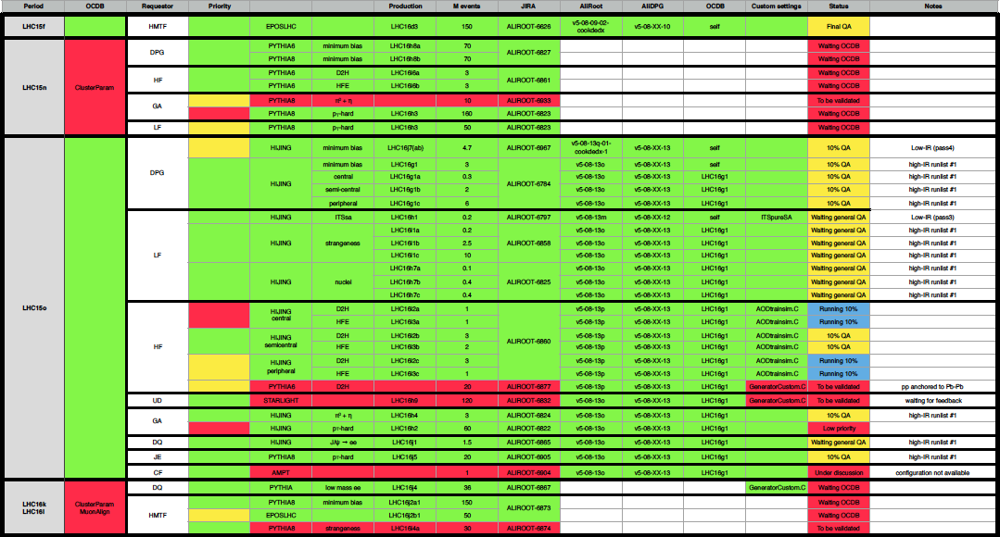 Period OCDB Requestor Priority Production M events JIRA AliRoot AliDPG OCDB Custom settings Status Notes
LHC15f HMTF EPOSLHC LHC16d3 150 ALIROOT-6626 v5-08-09-02-cookdedx v5-08-XX-10 self Final QA
LHC15n ClusterParam DPG PYTHIA6 minimum bias LHC16h8a 70 ALIROOT-6827 Waiting OCDB
PYTHIA8 minimum bias LHC16h8b 70 Waiting OCDB
HF PYTHIA6 D2H LHC16i6a 3 ALIROOT-6861 Waiting OCDB
PYTHIA6 HFE LHC16i6b 3 Waiting OCDB
GA PYTHIA8 π⁰ + η 10 ALIROOT-6933 To be validated
PYTHIA8 pT-hard LHC16h3 160 ALIROOT-6823 Waiting OCDB
LF PYTHIA8 pT-hard LHC16h3 50 ALIROOT-6823 Waiting OCDB
LHC15o DPG HIJING minimum bias LHC16j7(ab) 4.7 ALIROOT-6967 v5-08-13q-01-cookdedx-1 v5-08-XX-13 self 10% QA Low-IR (pass4)
HIJING minimum bias LHC16g1 3 ALIROOT-6784 v5-08-13o v5-08-XX-13 self 10% QA high-IR runlist #1
central LHC16g1a 0.3 v5-08-13o v5-08-XX-13 LHC16g1 10% QA high-IR runlist #1
semi-central LHC16g1b 2 v5-08-13o v5-08-XX-13 LHC16g1 10% QA high-IR runlist #1
peripheral LHC16g1c 6 v5-08-13o v5-08-XX-13 LHC16g1 10% QA high-IR runlist #1
LF HIJING ITSsa LHC16h1 0.2 ALIROOT-6797 v5-08-13m v5-08-XX-12 self ITSpureSA Waiting general QA Low-IR (pass3)
HIJING strangeness LHC16i1a 0.2 ALIROOT-6858 v5-08-13o v5-08-XX-13 LHC16g1 Waiting general QA high-IR runlist #1
LHC16i1b 2.5 v5-08-13o v5-08-XX-13 LHC16g1 Waiting general QA high-IR runlist #1
LHC16i1c 10 v5-08-13o v5-08-XX-13 LHC16g1 Waiting general QA high-IR runlist #1
HIJING nuclei LHC16h7a 0.1 ALIROOT-6825 v5-08-13o v5-08-XX-13 LHC16g1 Waiting general QA high-IR runlist #1
LHC16h7b 0.4 v5-08-13o v5-08-XX-13 LHC16g1 Waiting general QA high-IR runlist #1
LHC16h7c 0.4 v5-08-13o v5-08-XX-13 LHC16g1 Waiting general QA high-IR runlist #1
HF HIJING central D2H LHC16i2a 1 ALIROOT-6860 v5-08-13p v5-08-XX-13 LHC16g1 AODtrainsim.C Running 10%
HFE LHC16i3a 1 v5-08-13p v5-08-XX-13 LHC16g1 AODtrainsim.C Running 10%
HIJING semicentral D2H LHC16i2b 3 v5-08-13p v5-08-XX-13 LHC16g1 AODtrainsim.C 10% QA
HFE LHC16i3b 2 v5-08-13p v5-08-XX-13 LHC16g1 AODtrainsim.C 10% QA
HIJING peripheral D2H LHC16i2c 3 v5-08-13p v5-08-XX-13 LHC16g1 AODtrainsim.C Running 10%
HFE LHC16i3c 1 v5-08-13p v5-08-XX-13 LHC16g1 AODtrainsim.C Running 10%
PYTHIA6 D2H 20 ALIROOT-6877 v5-08-13p v5-08-XX-13 LHC16g1 GeneratorCustom.C To be validated pp anchored to Pb-Pb
UD STARLIGHT LHC16h9 120 ALIROOT-6832 v5-08-13o v5-08-XX-13 LHC16g1 GeneratorCustom.C To be validated waiting for feedback
GA HIJING π⁰ + η LHC16h4 3 ALIROOT-6824 v5-08-13o v5-08-XX-13 LHC16g1 10% QA high-IR runlist #1
HIJING pT-hard LHC16h2 60 ALIROOT-6822 v5-08-13o v5-08-XX-13 LHC16g1 Low priority
DQ HIJING J/ψ → ee LHC16j1 1.5 ALIROOT-6865 v5-08-13o v5-08-XX-13 LHC16g1 Waiting general QA high-IR runlist #1
JE PYTHIA8 pT-hard LHC16j5 20 ALIROOT-6905 v5-08-13o v5-08-XX-13 LHC16g1 10% QA high-IR runlist #1
CF AMPT 1 ALIROOT-6904 v5-08-13o v5-08-XX-13 LHC16g1 Under discussion configuration not available
LHC16k LHC16l ClusterParam MuonAlign DQ PYTHIA low mass ee LHC16j4 36 ALIROOT-6867 GeneratorCustom.C Waiting OCDB
HMTF PYTHIA8 minimum bias LHC16j2a1 150 ALIROOT-6873 Waiting OCDB
EPOSLHC LHC16j2b1 50 Waiting OCDB
PYTHIA8 strangeness LHC16i4a 30 ALIROOT-6874 To be validated